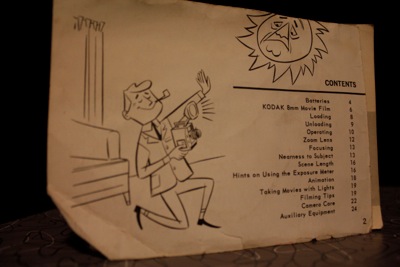 CONTENTS
Batteries 4
KODAK 8mm Movie Film 6
Loading 8
Unloading 9
Operating 10
Zoom Lens 12
Focusing 13
Nearness to Subject 13
Scene Length 16
Hints on Using the Exposure Meter 16
Animation 18
Taking Movies with Lights 19
Filming Tips 19
Camera Care 22
Auxiliary Equipment 24
2